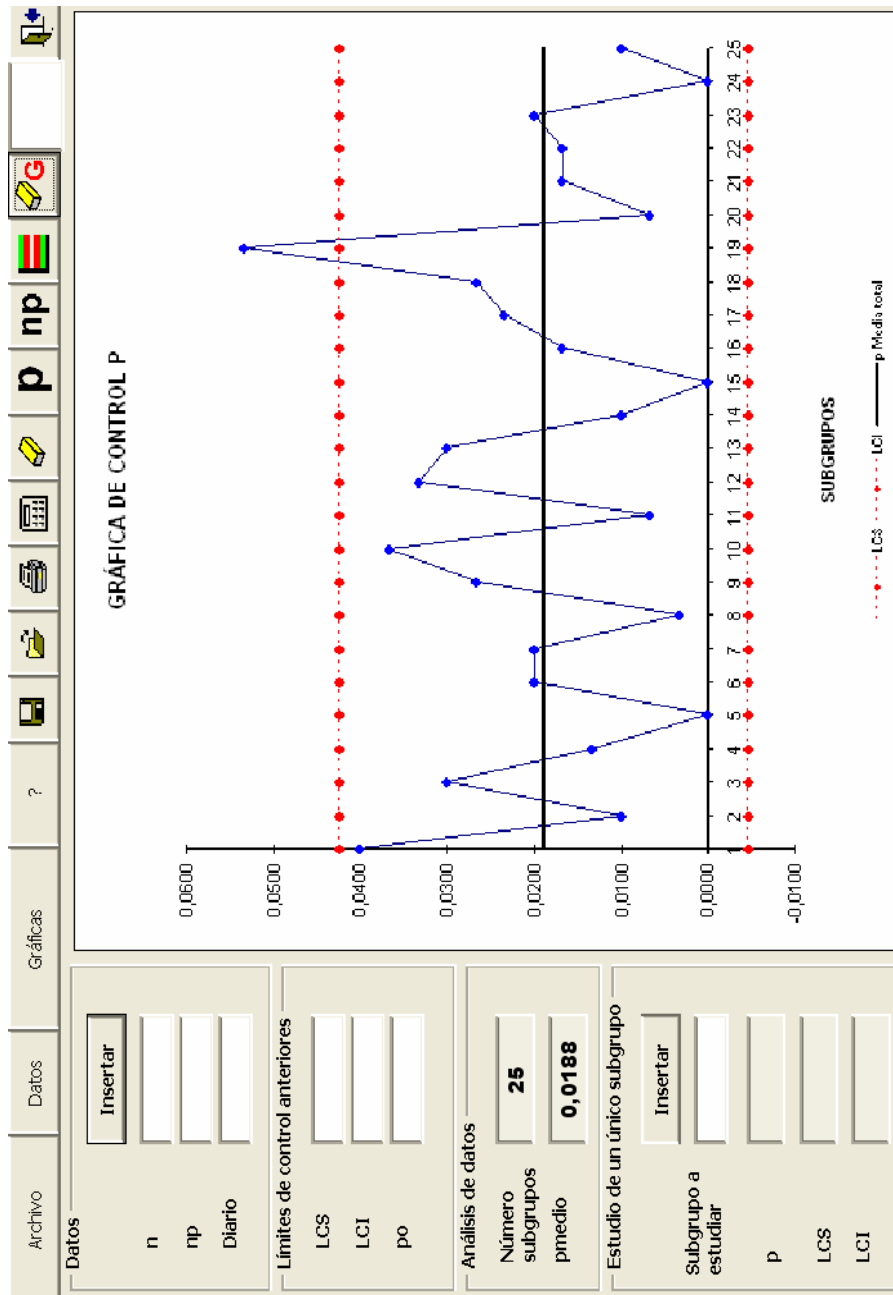 Archivo Datos Gráficas ? p np G
Datos
Insertar
n
np
Diario
Límites de control anteriores
LCS
LCI
po
Análisis de datos
Número subgrupos 25
pmedio 0,0188
Estudio de un único subgrupo
Insertar
Subgrupo a estudiar
p
LCS
LCI
GRÁFICA DE CONTROL P
0,0600
0,0500
0,0400
0,0300
0,0200
0,0100
0,0000
-0,0100
1 2 3 4 5 6 7 8 9 10 11 12 13 14 15 16 17 18 19 20 21 22 23 24 25
SUBGRUPOS
LCS LCI p Media total